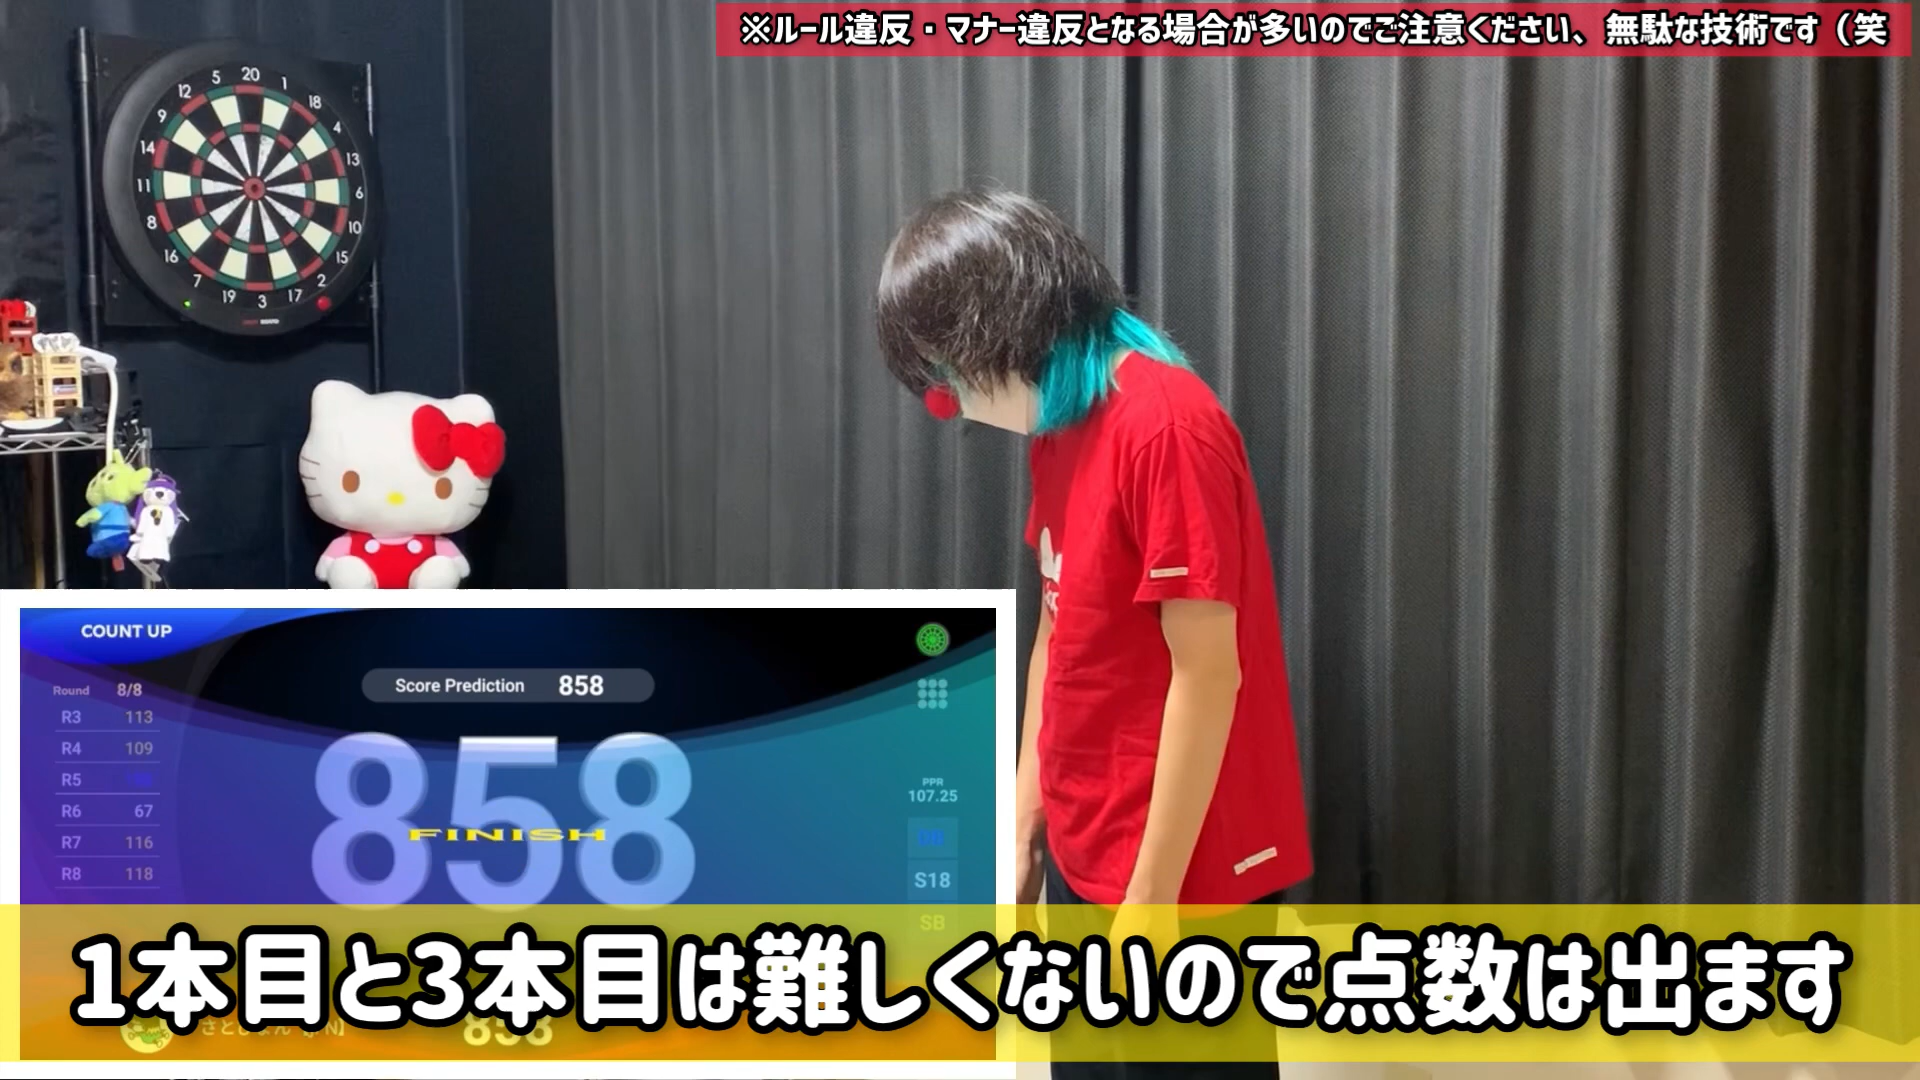 ※ルール違反・マナー違反となる場合が多いのでご注意ください、無駄な技術です（笑
5 20 1
12 18
9 4
14 13
11 6
8 10
16 15
7 2
19 3 17
COUNT UP
Score Prediction 858
Round 8/8
R3 113
R4 109
R5
R6 67
R7 116
R8 118
858
FINISH
PPR
107.25
S18
SB
1本目と3本目は難しくないので点数は出ます
858